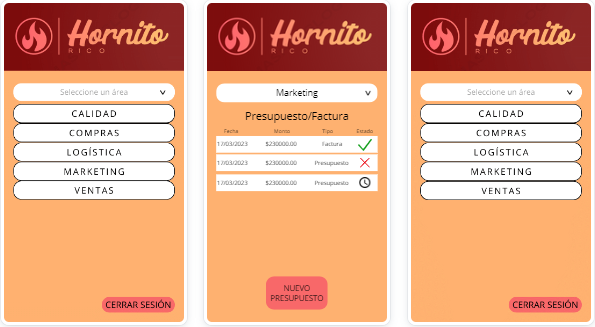 Hornito
RICO
Seleccione un área
CALIDAD
COMPRAS
LOGÍSTICA
MARKETING
VENTAS
CERRAR SESIÓN
Hornito
RICO
Marketing
Presupuesto/Factura
Fecha Monto Tipo Estado
17/03/2023 $230000.00 Factura
17/03/2023 $230000.00 Presupuesto
17/03/2023 $230000.00 Presupuesto
NUEVO
PRESUPUESTO
Hornito
RICO
Seleccione un área
CALIDAD
COMPRAS
LOGÍSTICA
MARKETING
VENTAS
CERRAR SESIÓN